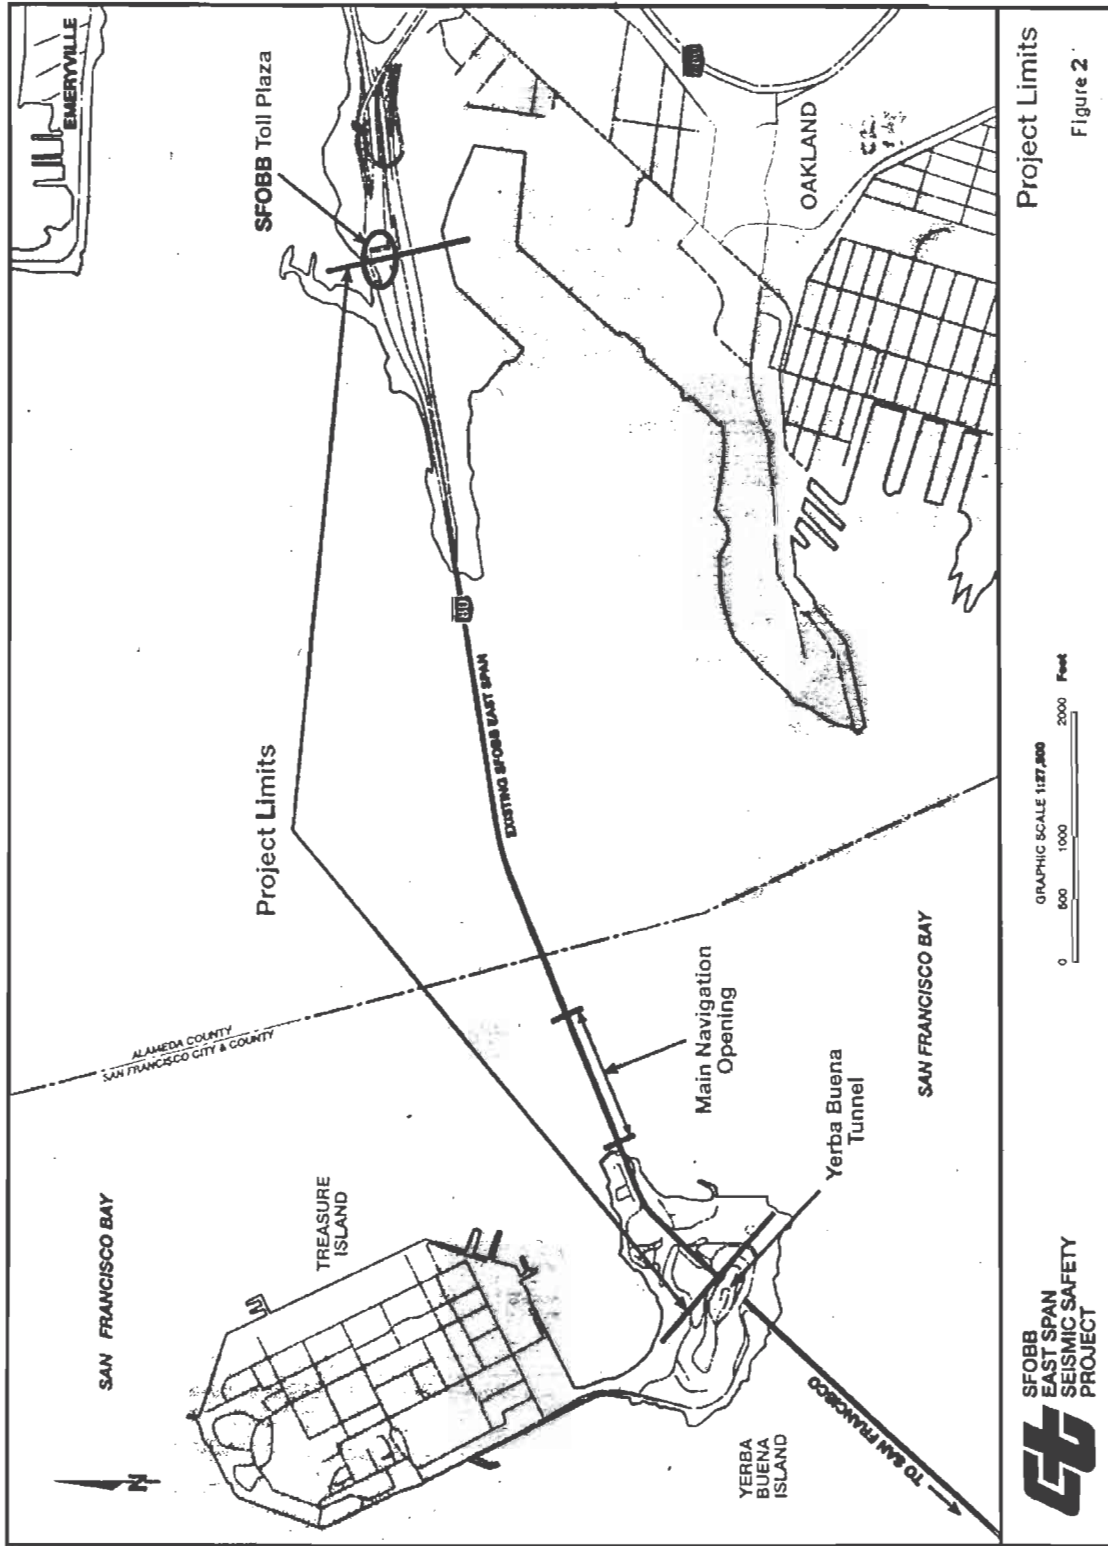 EMERYVILLE
SFOBB Toll Plaza
80
OAKLAND
Project Limits
80
EXISTING SFOBB EAST SPAN
ALAMEDA COUNTY
SAN FRANCISCO CITY & COUNTY
Main Navigation
Opening
SAN FRANCISCO BAY
TREASURE
ISLAND
Yerba Buena
Tunnel
SAN FRANCISCO BAY
YERBA
BUENA
ISLAND
TO SAN FRANCISCO
N
SFOBB
EAST SPAN
SEISMIC SAFETY
PROJECT
GRAPHIC SCALE 1:27,800
0 500 1000 2000 Feet
Project Limits
Figure 2